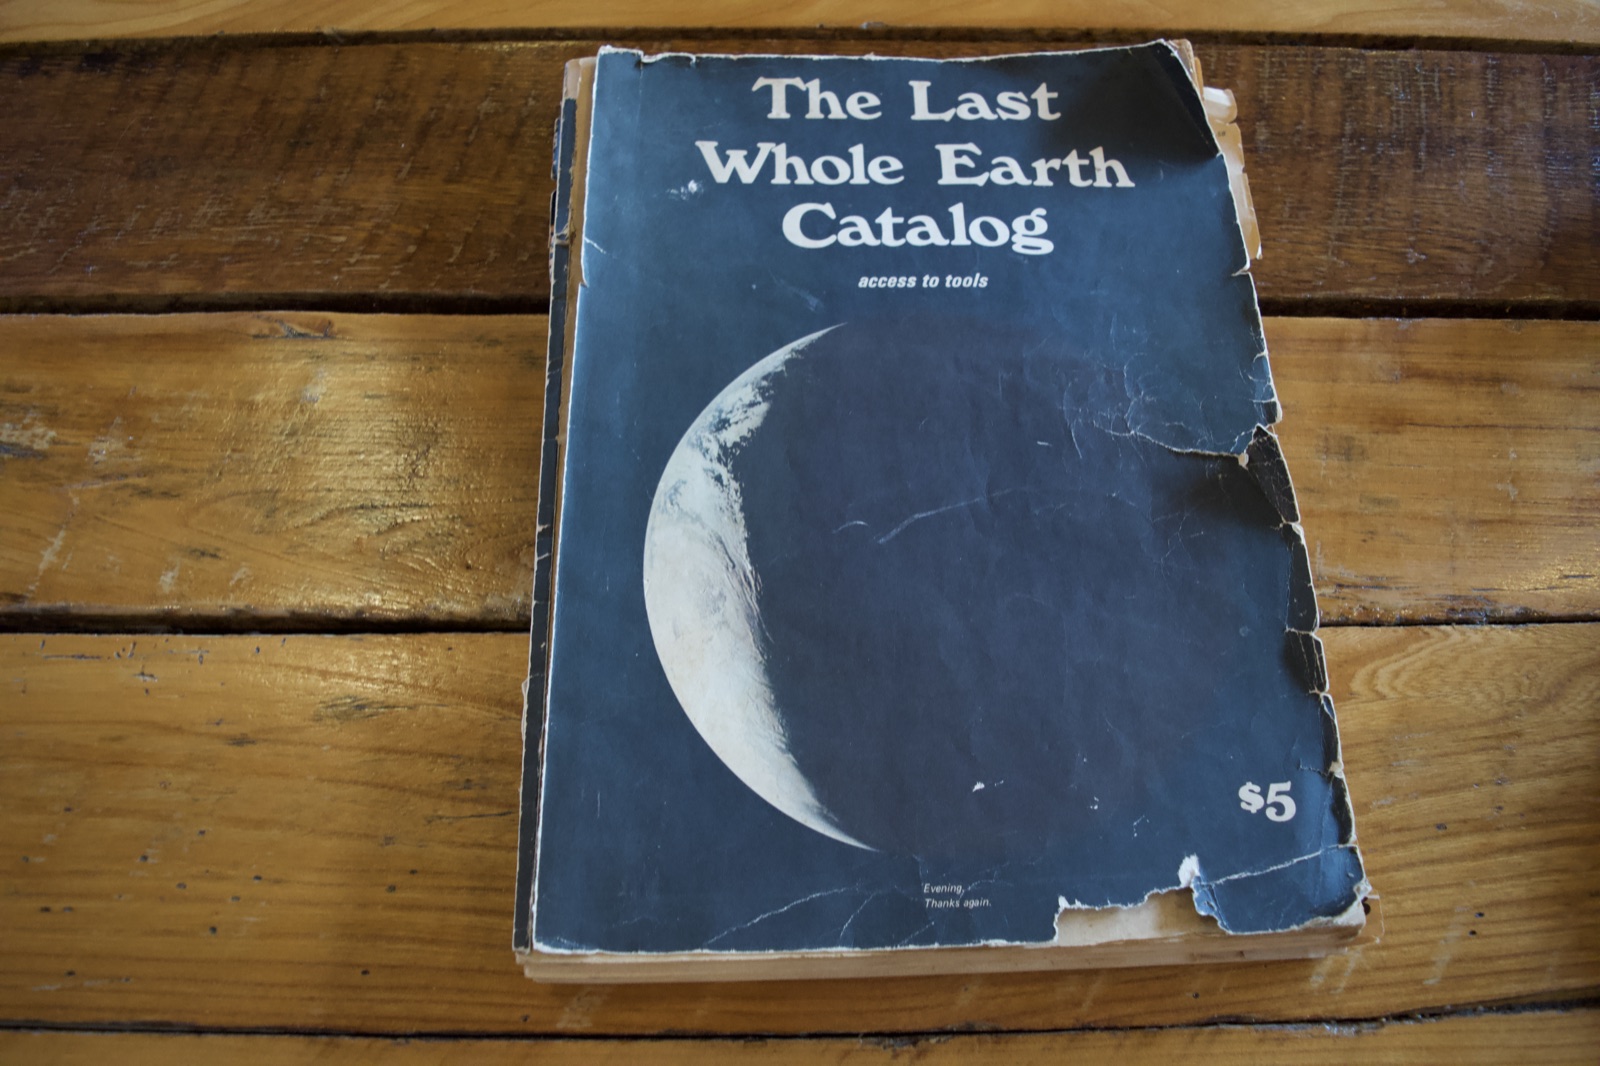 The Last
Whole Earth
Catalog
access to tools
$5
Evening,
Thanks again.